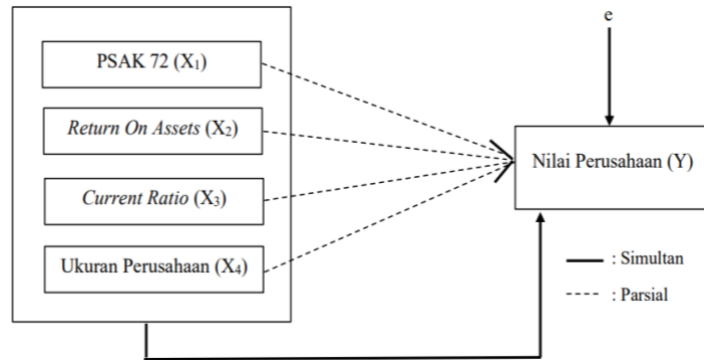 e
PSAK 72 (X₁)
Return On Assets (X₂)
Nilai Perusahaan (Y)
Current Ratio (X₃)
Ukuran Perusahaan (X₄)
: Simultan
: Parsial